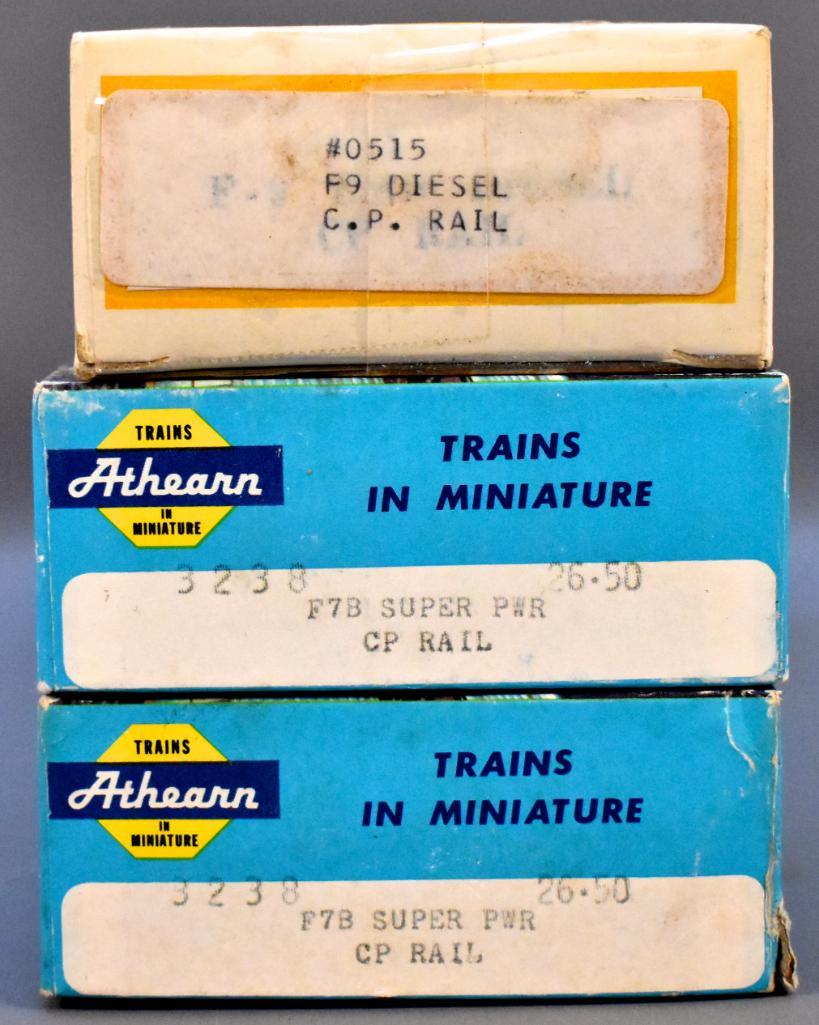 #0515
F9 DIESEL
C.P. RAIL
TRAINS
Athearn
IN
MINIATURE
TRAINS
IN MINIATURE
3238 26.50
F7B SUPER PWR
CP RAIL
TRAINS
Athearn
IN
MINIATURE
TRAINS
IN MINIATURE
3238 26.50
F7B SUPER PWR
CP RAIL